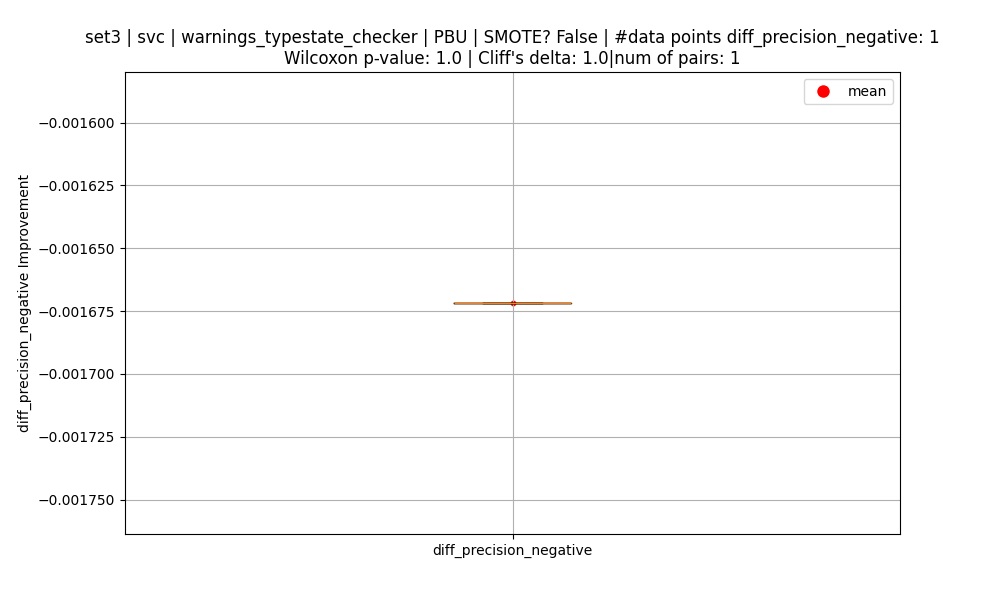 set3 | svc | warnings_typestate_checker | PBU | SMOTE? False | #data points diff_precision_negative: 1
Wilcoxon p-value: 1.0 | Cliff's delta: 1.0|num of pairs: 1
mean
diff_precision_negative Improvement
−0.001600
−0.001625
−0.001650
−0.001675
−0.001700
−0.001725
−0.001750
diff_precision_negative